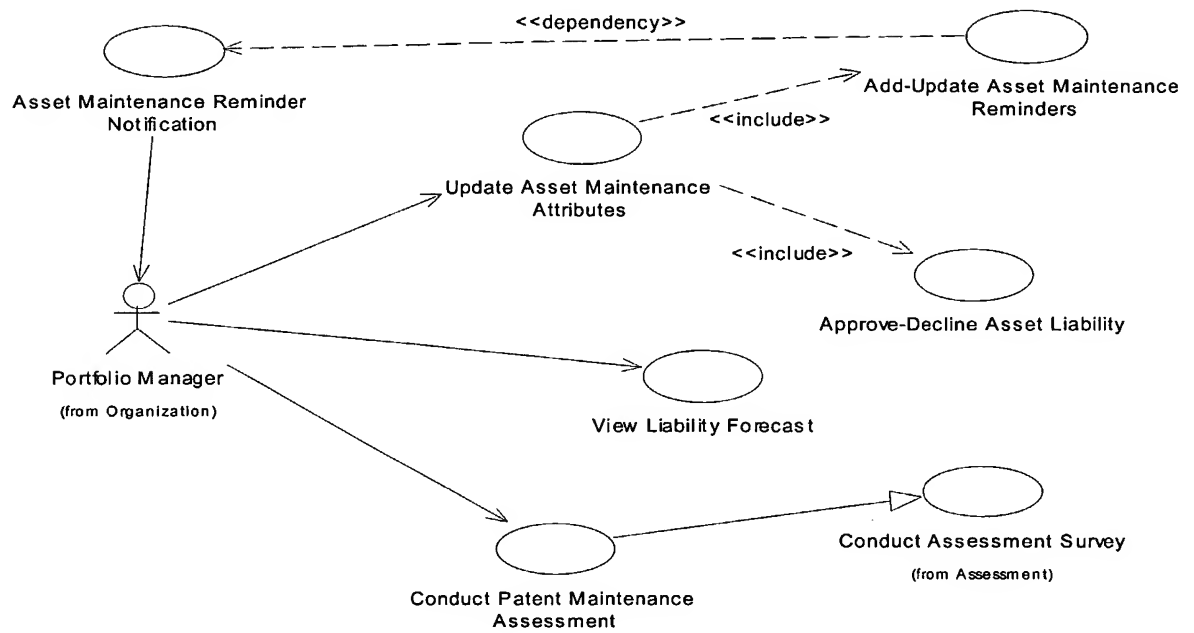 <<dependency>>
Asset Maintenance Reminder
Notification
Add-Update Asset Maintenance
Reminders
<<include>>
Update Asset Maintenance
Attributes
<<include>>
Approve-Decline Asset Liability
Portfolio Manager
(from Organization)
View Liability Forecast
Conduct Assessment Survey
(from Assessment)
Conduct Patent Maintenance
Assessment